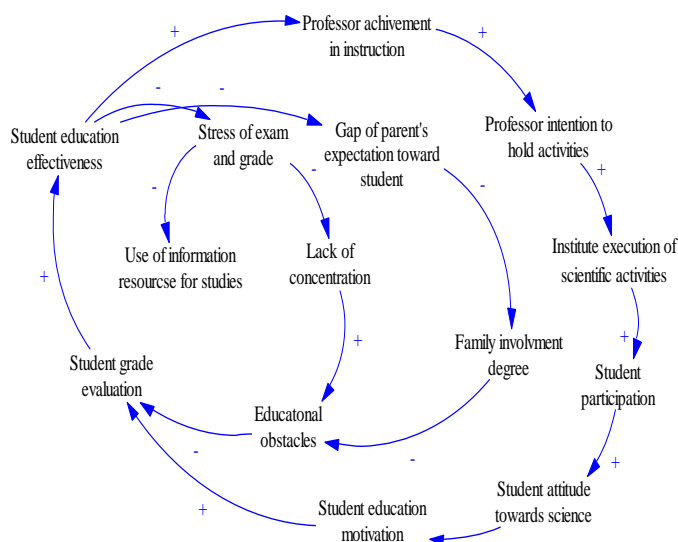 Professor achivement
in instruction
+
+
-
-
Student education
effectiveness
Stress of exam
and grade
Gap of parent's
expectation toward
student
Professor intention to
hold activities
-
-
-
+
Use of information
resourcse for studies
Lack of
concentration
Institute execution of
scientific activities
+
+
+
Student grade
evaluation
Family involvment
degree
Student
participation
Educatonal
obstacles
-
-
+
Student education
motivation
+
Student attitude
towards science